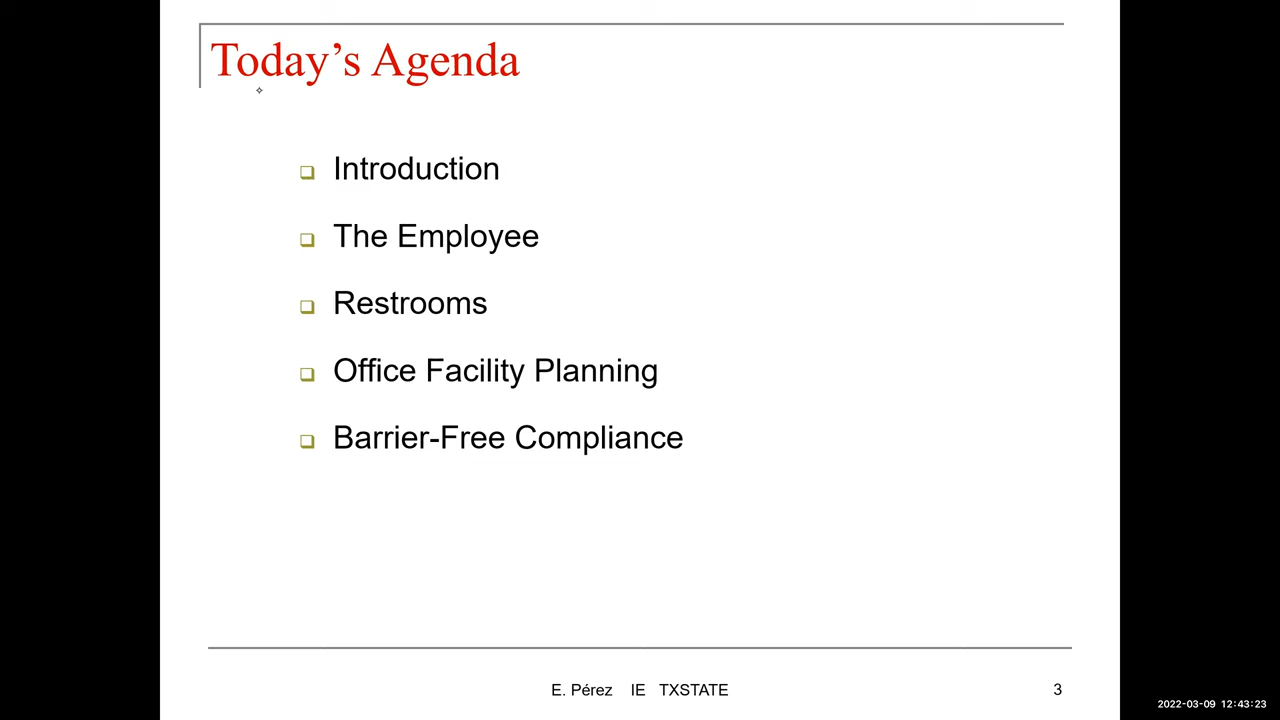 Today’s Agenda
Introduction
The Employee
Restrooms
Office Facility Planning
Barrier-Free Compliance
E. Pérez IE TXSTATE 3
2022-03-09 12:43:23